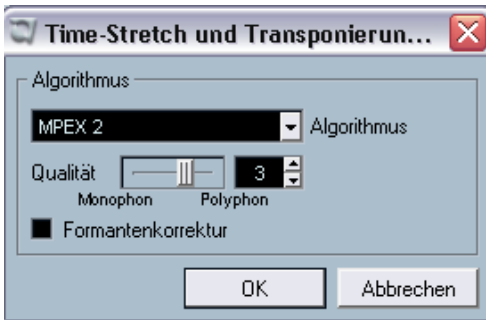 Time-Stretch und Transponierun...
Algorithmus
MPEX 2 Algorithmus
Qualität 3
Monophon Polyphon
Formantenkorrektur
OK Abbrechen